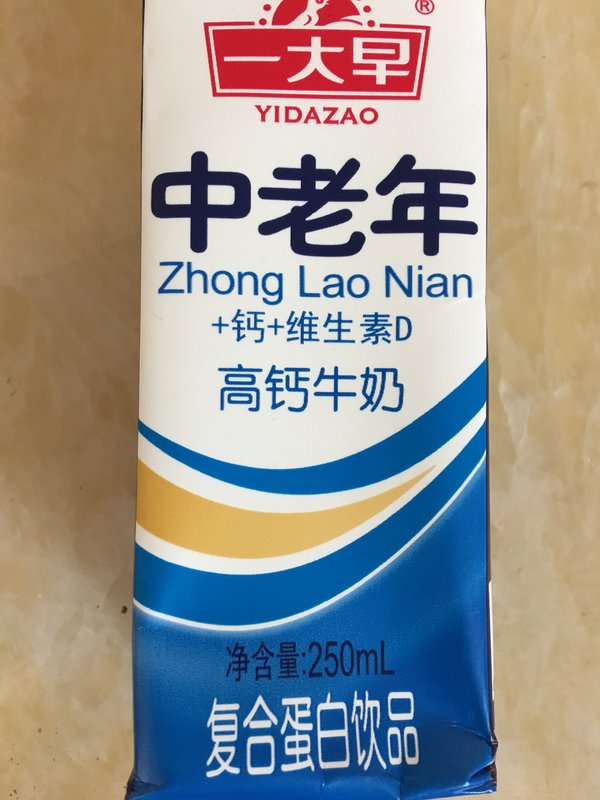 ®
一大早
YIDAZAO
中老年
Zhong Lao Nian
+钙+维生素D
高钙牛奶
净含量:250mL
复合蛋白饮品